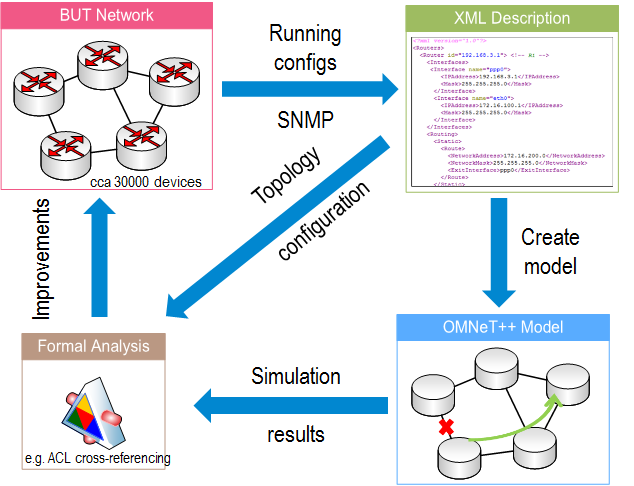 BUT Network
cca 30000 devices
Running
configs
SNMP
XML Description
<?xml version="1.0"?>
<Routers>
<Router id="192.168.3.1"> <!-- R1 -->
<Interfaces>
<Interface name="ppp0">
<IPAddress>192.168.3.1</IPAddress>
<Mask>255.255.255.0</Mask>
</Interface>
<Interface name="eth0">
<IPAddress>172.16.100.1</IPAddress>
<Mask>255.255.255.0</Mask>
</Interface>
</Interfaces>
<Routing>
<Static>
<Route>
<NetworkAddress>172.16.200.0</NetworkAddress>
<NetworkMask>255.255.255.0</NetworkMask>
<ExitInterface>ppp0</ExitInterface>
</Route>
</Static>
Topology
configuration
Improvements
Create
model
Formal Analysis
e.g. ACL cross-referencing
Simulation
results
OMNeT++ Model